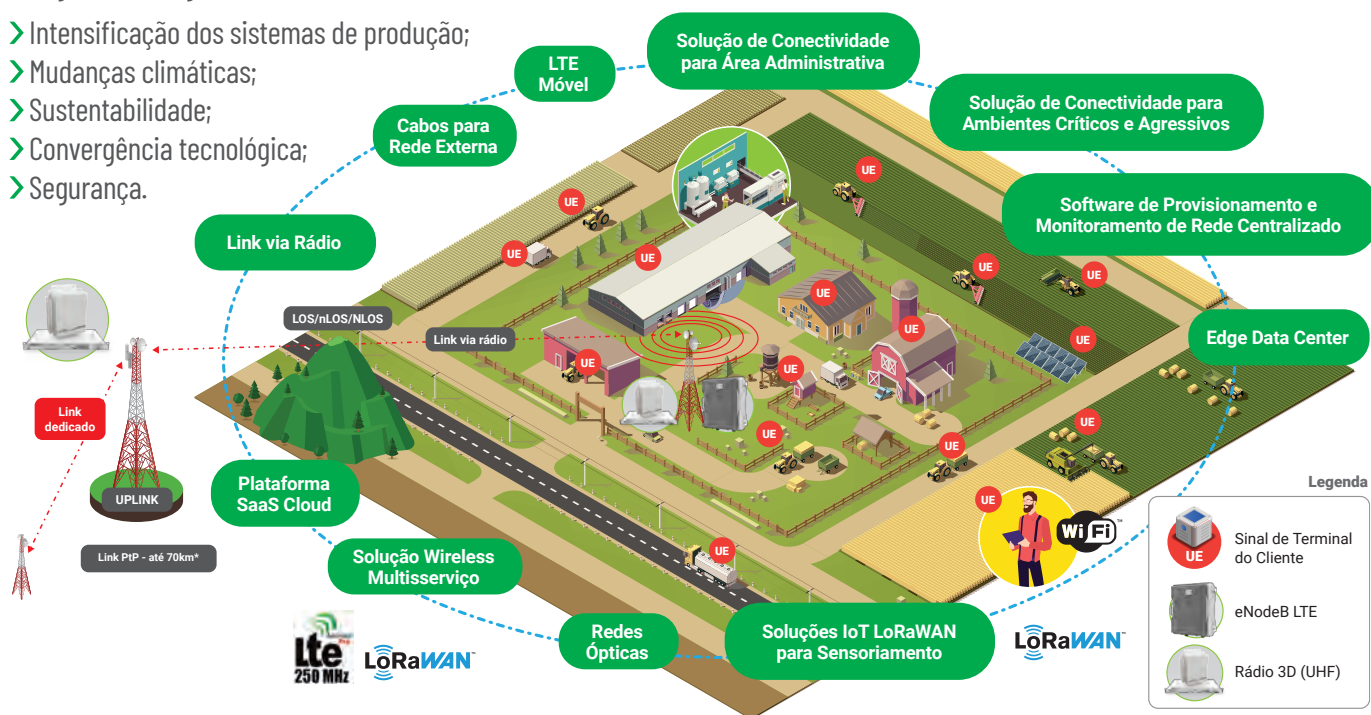 Intensificação dos sistemas de produção;
Mudanças climáticas;
Sustentabilidade;
Convergência tecnológica;
Segurança.
LTE
Móvel
Solução de Conectividade
para Área Administrativa
Cabos para
Rede Externa
Solução de Conectividade para
Ambientes Críticos e Agressivos
Software de Provisionamento e
Monitoramento de Rede Centralizado
Link via Rádio
UE
UE
UE
UE
UE
UE
UE
UE
UE
UE
LOS/nLOS/NLOS
Link via rádio
Edge Data Center
UE
UE
UE
UE
Link
dedicado
UE
UE
UPLINK
Plataforma
SaaS Cloud
UE
WiFi
Link PtP - até 70km*
Solução Wireless
Multisserviço
UE
Redes
Ópticas
Soluções IoT LoRaWAN
para Sensoriamento
Lte
250 MHz
LoRaWAN
LoRaWAN™
Legenda
UE
Sinal de Terminal
do Cliente
eNodeB LTE
Rádio 3D (UHF)